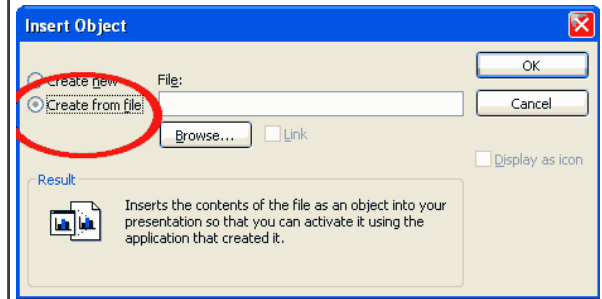 Insert Object
Create new
File:
OK
Create from file
Cancel
Browse...
Link
Display as icon
Result
Inserts the contents of the file as an object into your
presentation so that you can activate it using the
application that created it.